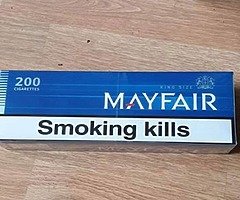 200
CIGARETTES
KING SIZE
MAYFAIR
Smoking kills